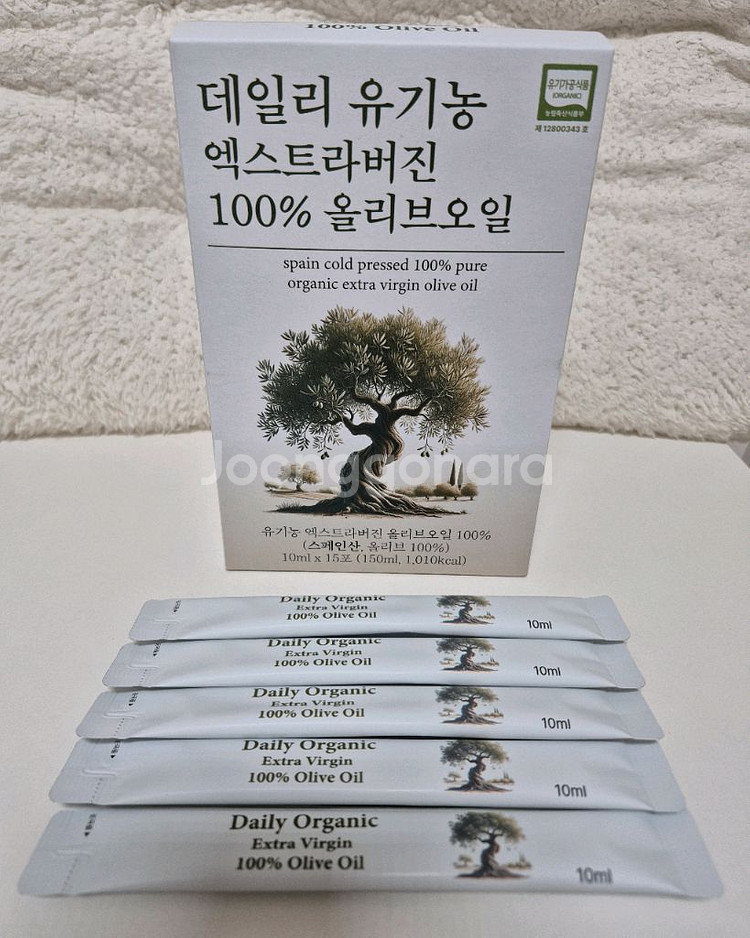 100% Olive Oil
데일리 유기농
엑스트라버진
100% 올리브오일
유기가공식품
(ORGANIC)
농림축산식품부
제 12800343 호
spain cold pressed 100% pure
organic extra virgin olive oil
Joonggonara
유기농 엑스트라버진 올리브오일 100%
(스페인산, 올리브 100%)
10ml x 15포 (150ml, 1,010kcal)
Daily Organic
Extra Virgin
100% Olive Oil
10ml
Daily Organic
Extra Virgin
100% Olive Oil
10ml
Daily Organic
Extra Virgin
100% Olive Oil
10ml
Daily Organic
Extra Virgin
100% Olive Oil
10ml
Daily Organic
Extra Virgin
100% Olive Oil
10ml